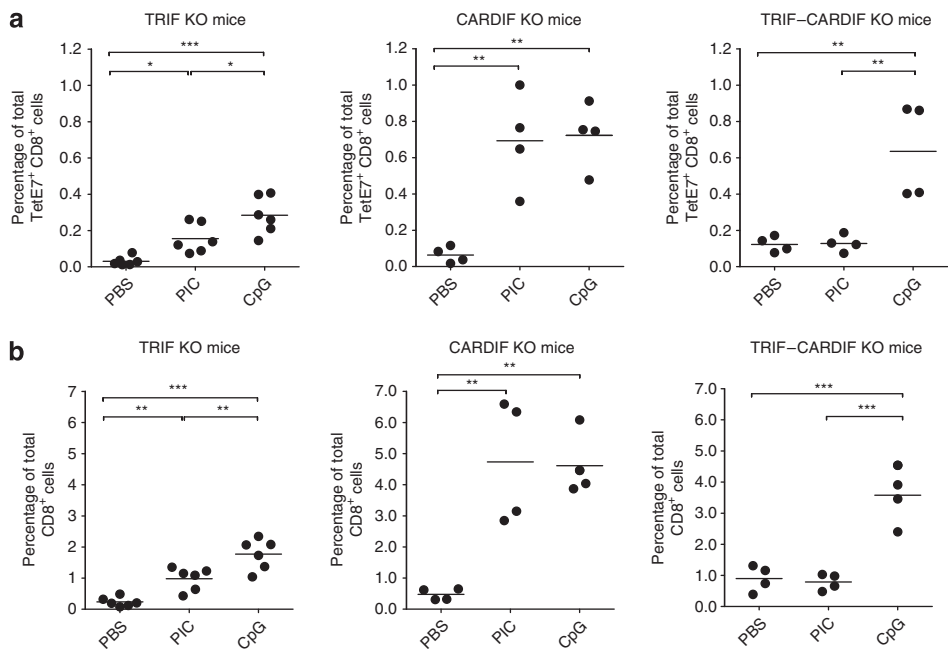 a
TRIF KO mice
CARDIF KO mice
TRIF–CARDIF KO mice
Percentage of total
TetE7⁺ CD8⁺ cells
1.2
1.0
0.8
0.6
0.4
0.2
0.0
***
*
*
PBS
PIC
CpG
Percentage of total
TetE7⁺ CD8⁺ cells
1.2
1.0
0.8
0.6
0.4
0.2
0.0
**
**
PBS
PIC
CpG
Percentage of total
TetE7⁺ CD8⁺ cells
1.2
1.0
0.8
0.6
0.4
0.2
0.0
**
**
PBS
PIC
CpG
b
TRIF KO mice
CARDIF KO mice
TRIF–CARDIF KO mice
Percentage of total
CD8⁺ cells
7
6
5
4
3
2
1
0
***
**
**
PBS
PIC
CpG
Percentage of total
CD8⁺ cells
7.0
6.0
5.0
4.0
3.0
2.0
1.0
0.0
**
**
PBS
PIC
CpG
Percentage of total
CD8⁺ cells
7.0
6.0
5.0
4.0
3.0
2.0
1.0
0.0
***
***
PBS
PIC
CpG